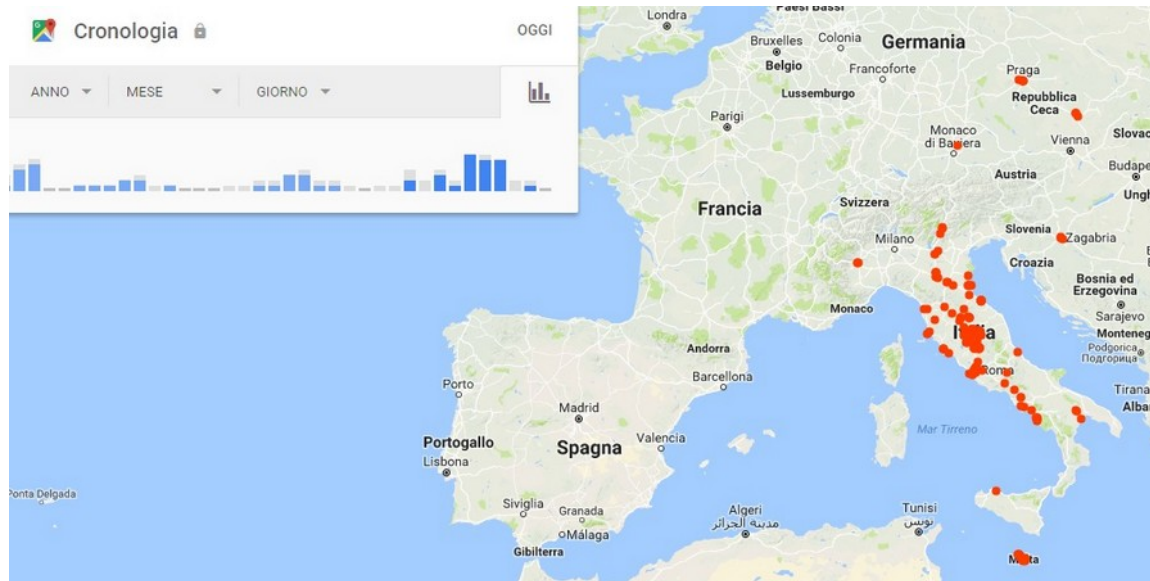 Cronologia
OGGI
ANNO
MESE
GIORNO
Londra
Paesi Bassi
Bruxelles
Colonia
Germania
Belgio
Francoforte
Praga
Lussemburgo
Repubblica
Ceca
Parigi
Monaco
di Baviera
Vienna
Slovac
Budape
Austria
Ungh
Svizzera
Francia
Slovenia
Zagabria
Milano
Croazia
Bosnia ed
Erzegovina
Monaco
Sarajevo
Monteneg
Italia
Podgorica
Подгорица
Andorra
Roma
Barcellona
Tirana
Porto
Alba
Madrid
Mar Tirreno
Portogallo
Spagna
Valencia
Lisbona
Ponta Delgada
Siviglia
Granada
Algeri
مدينة الجزائر
Tunisi
تونس
Málaga
Gibilterra
Malta